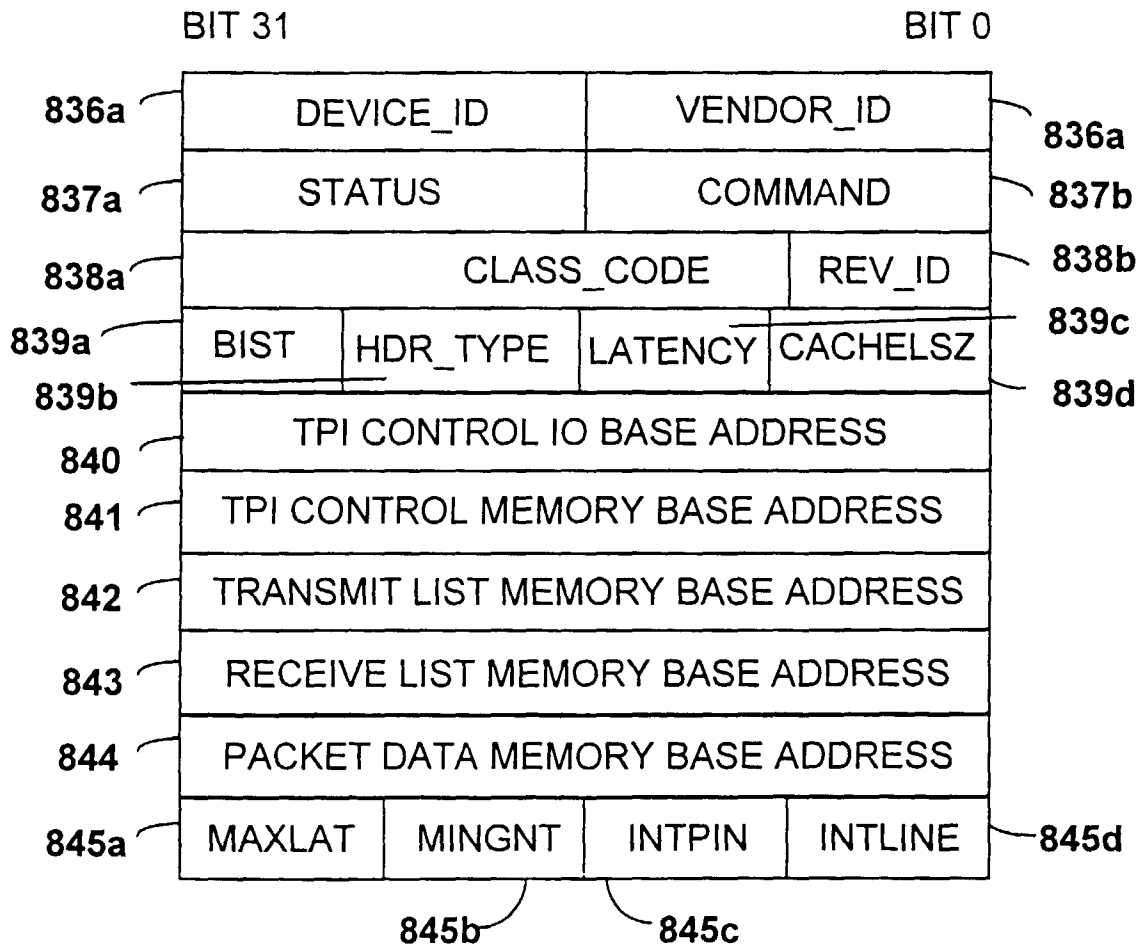 BIT 31 BIT 0
836a DEVICE_ID VENDOR_ID 836a
837a STATUS COMMAND 837b
838a CLASS_CODE REV_ID 838b
839a BIST HDR_TYPE LATENCY CACHELSZ 839c
839b 839d
840 TPI CONTROL IO BASE ADDRESS
841 TPI CONTROL MEMORY BASE ADDRESS
842 TRANSMIT LIST MEMORY BASE ADDRESS
843 RECEIVE LIST MEMORY BASE ADDRESS
844 PACKET DATA MEMORY BASE ADDRESS
845a MAXLAT MINGNT INTPIN INTLINE 845d
845b 845c